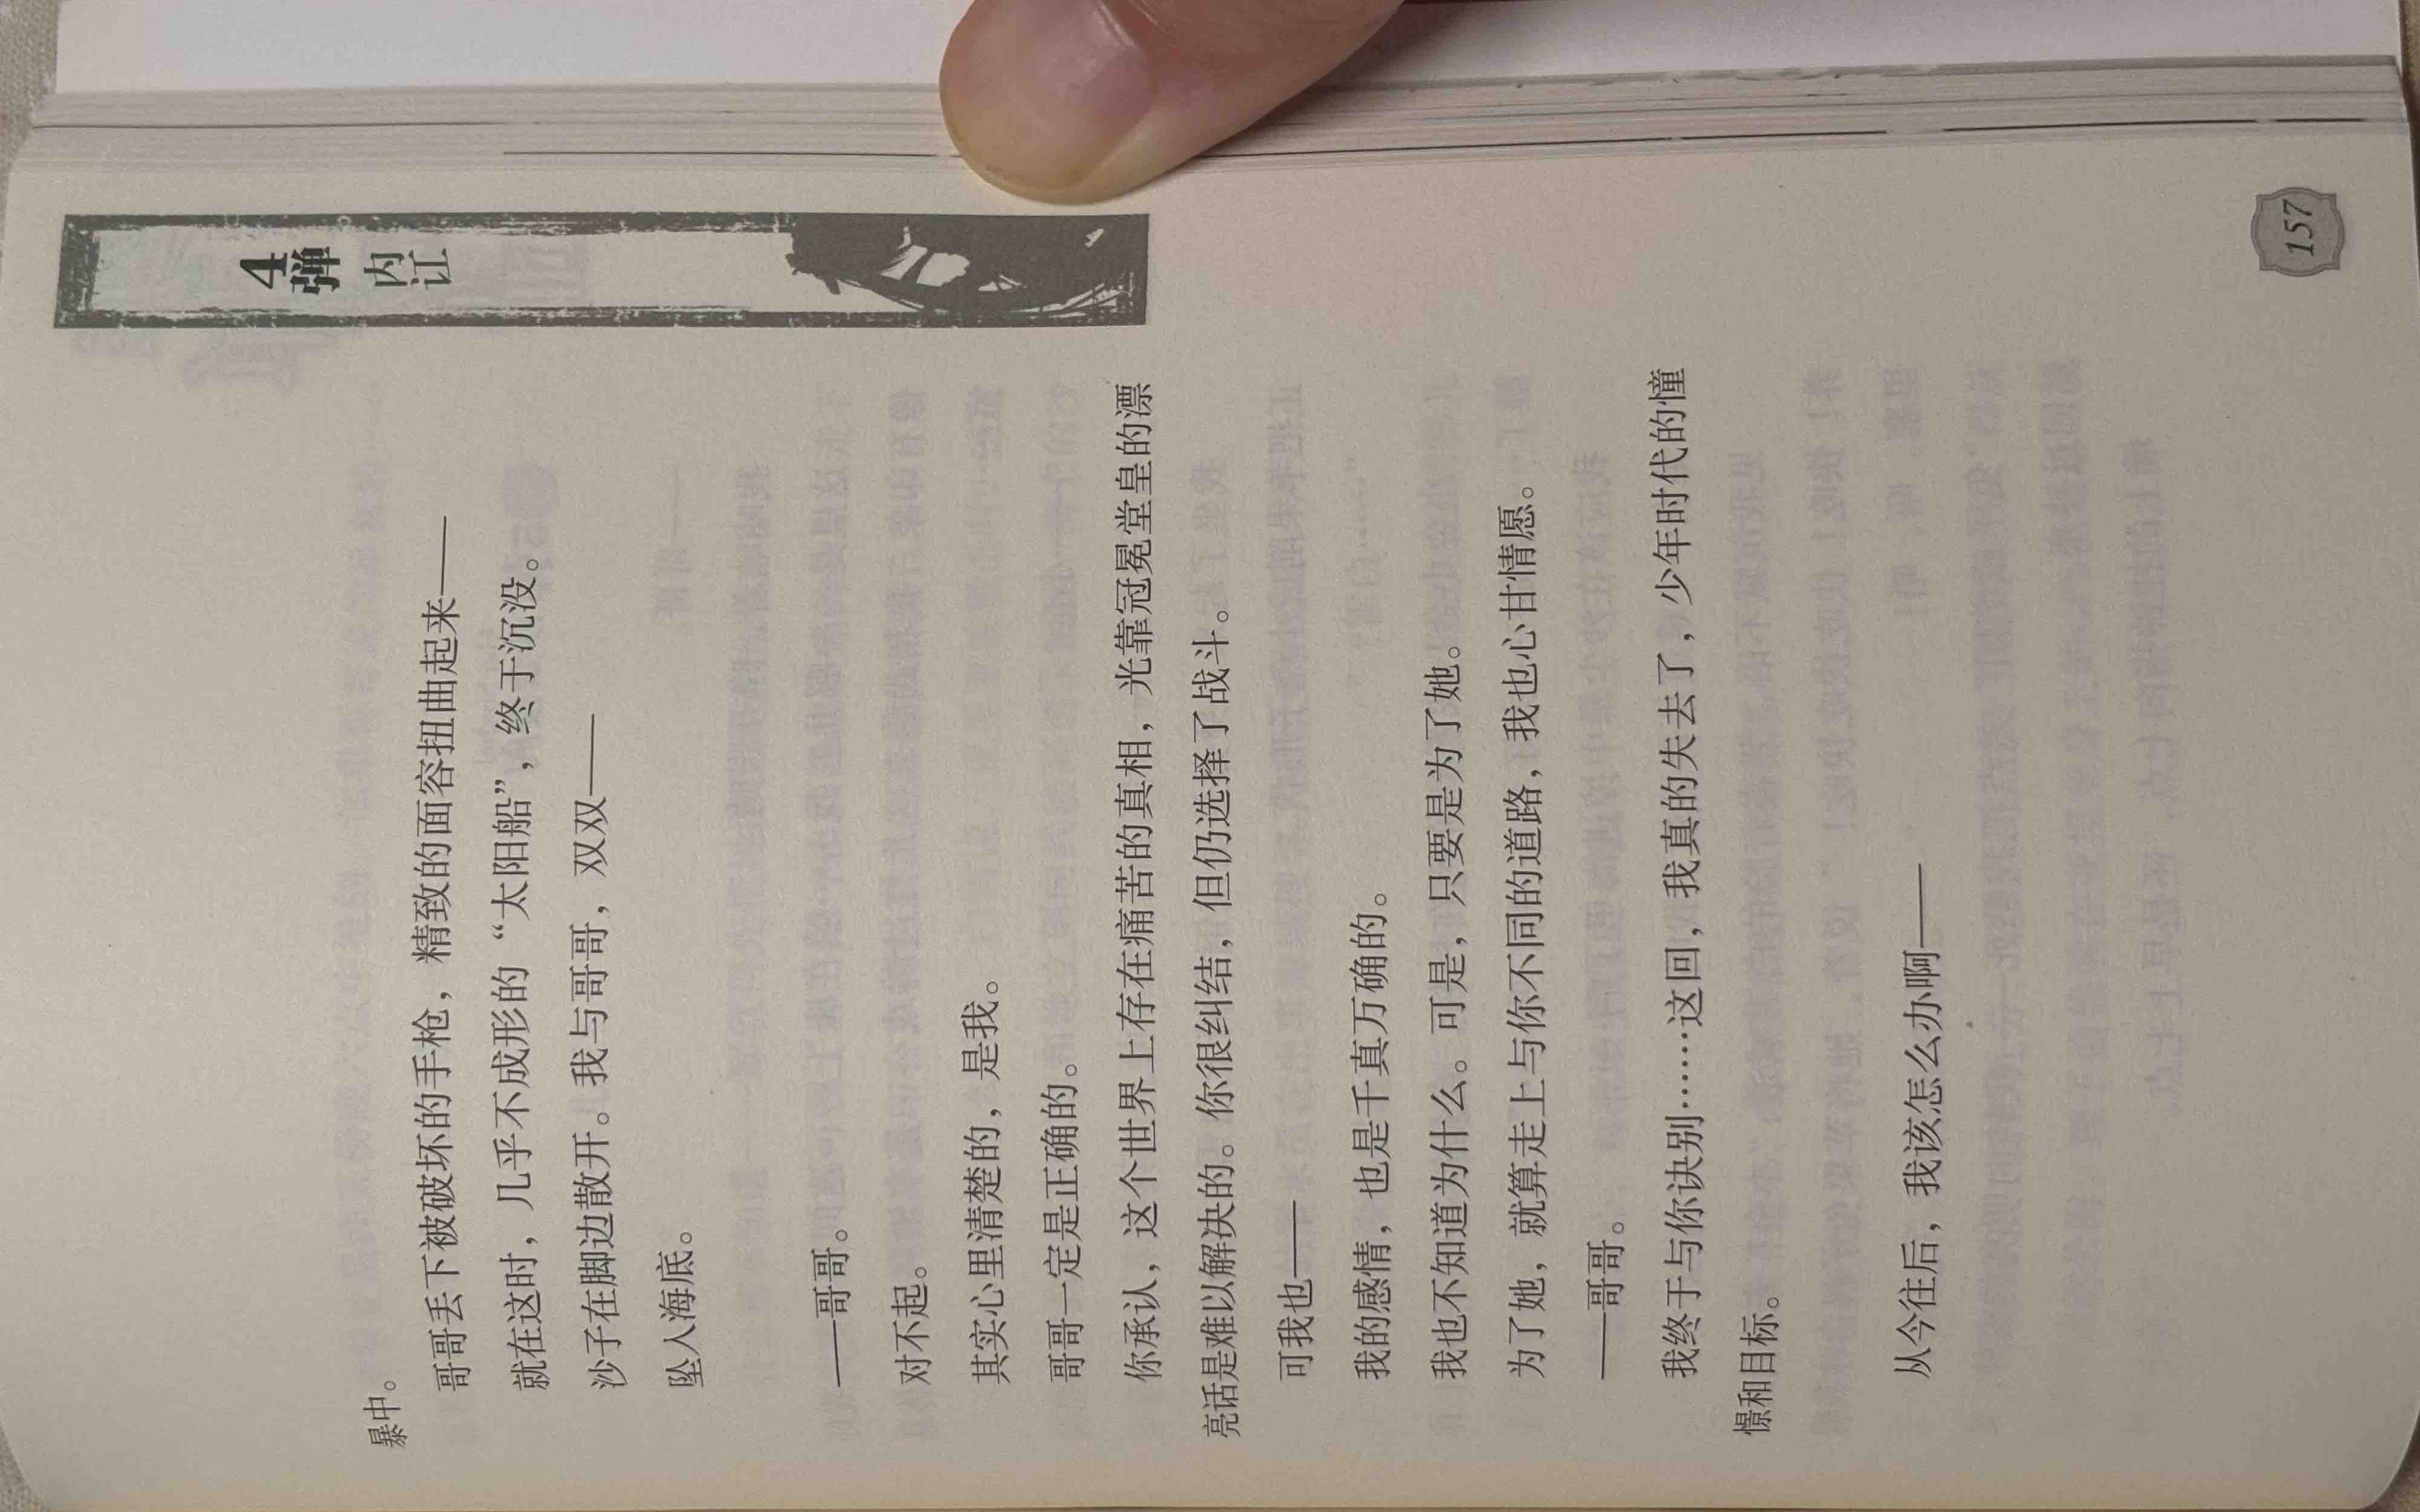 暴中。
哥哥丢下被破坏的手枪，精致的面容扭曲起来——
就在这时，几乎不成形的“太阳船”，终于沉没。
沙子在脚边散开。我与哥哥，双双——
坠入海底。
——哥哥。
对不起。
其实心里清楚的，是我。
哥哥一定是正确的。
你承认，这个世界上存在痛苦的真相，光靠冠冕堂皇的漂
亮话是难以解决的。你很纠结，但仍选择了战斗。
可我也——
我的感情，也是千真万确的。
我也不知道为什么。可是，只要是为了她。
为了她，就算走上与你不同的道路，我也心甘情愿。
——哥哥。
我终于与你诀别……这回，我真的失去了，少年时代的憧
憬和目标。
从今往后，我该怎么办啊——
4弹 内讧
157